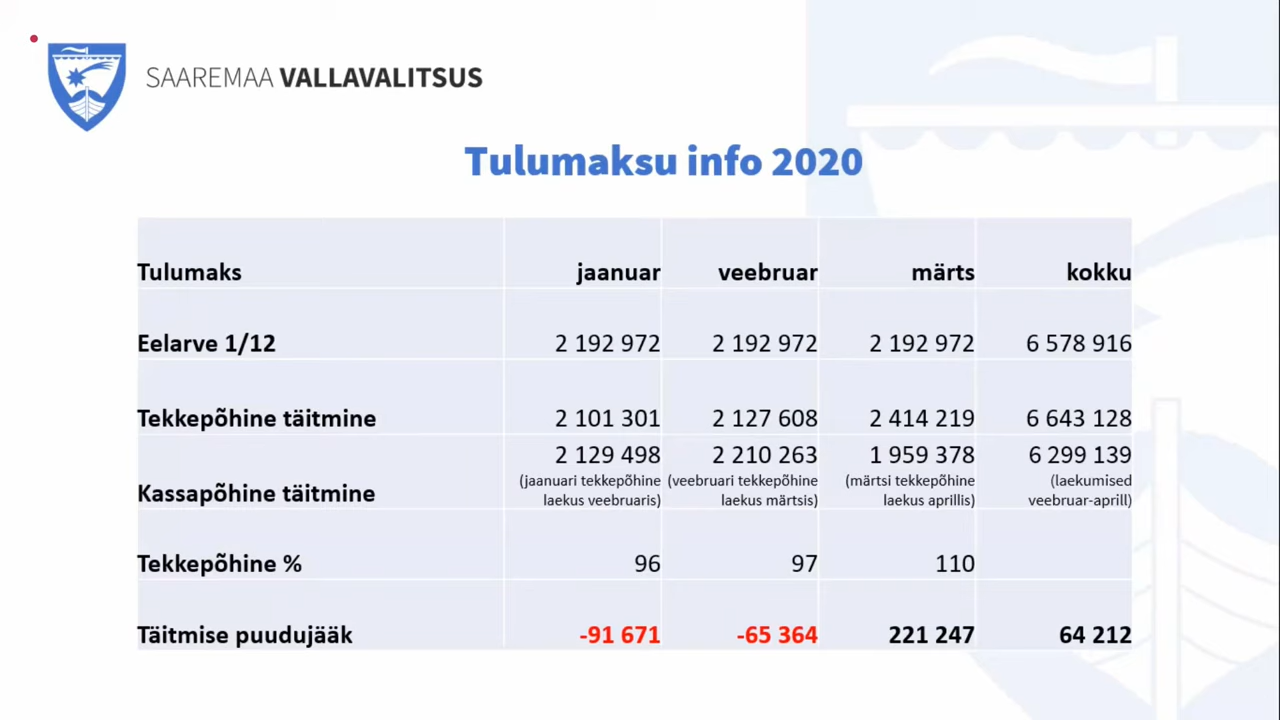 SAAREMAA VALLAVALITSUS
Tulumaksu info 2020
Tulumaks jaanuar veebruar märts kokku
Eelarve 1/12 2 192 972 2 192 972 2 192 972 6 578 916
Tekkepõhine täitmine 2 101 301 2 127 608 2 414 219 6 643 128
2 129 498 2 210 263 1 959 378 6 299 139
(jaanuari tekkepõhine (veebruari tekkepõhine (märtsi tekkepõhine (laekumised
Kassapõhine täitmine laekus veebruaris) laekus märtsis) laekus aprillis) veebruar-aprill)
Tekkepõhine % 96 97 110
Täitmise puudujääk -91 671 -65 364 221 247 64 212